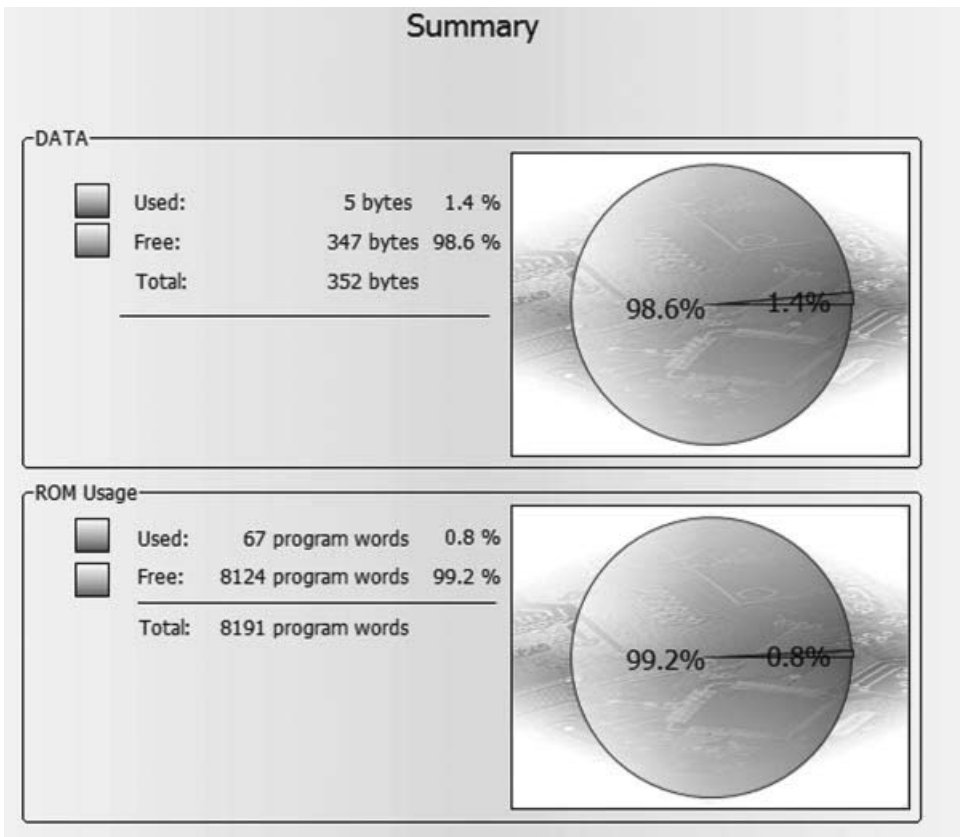 Summary
DATA
Used: 5 bytes 1.4 %
Free: 347 bytes 98.6 %
Total: 352 bytes
98.6% 1.4%
ROM Usage
Used: 67 program words 0.8 %
Free: 8124 program words 99.2 %
Total: 8191 program words
99.2% 0.8%